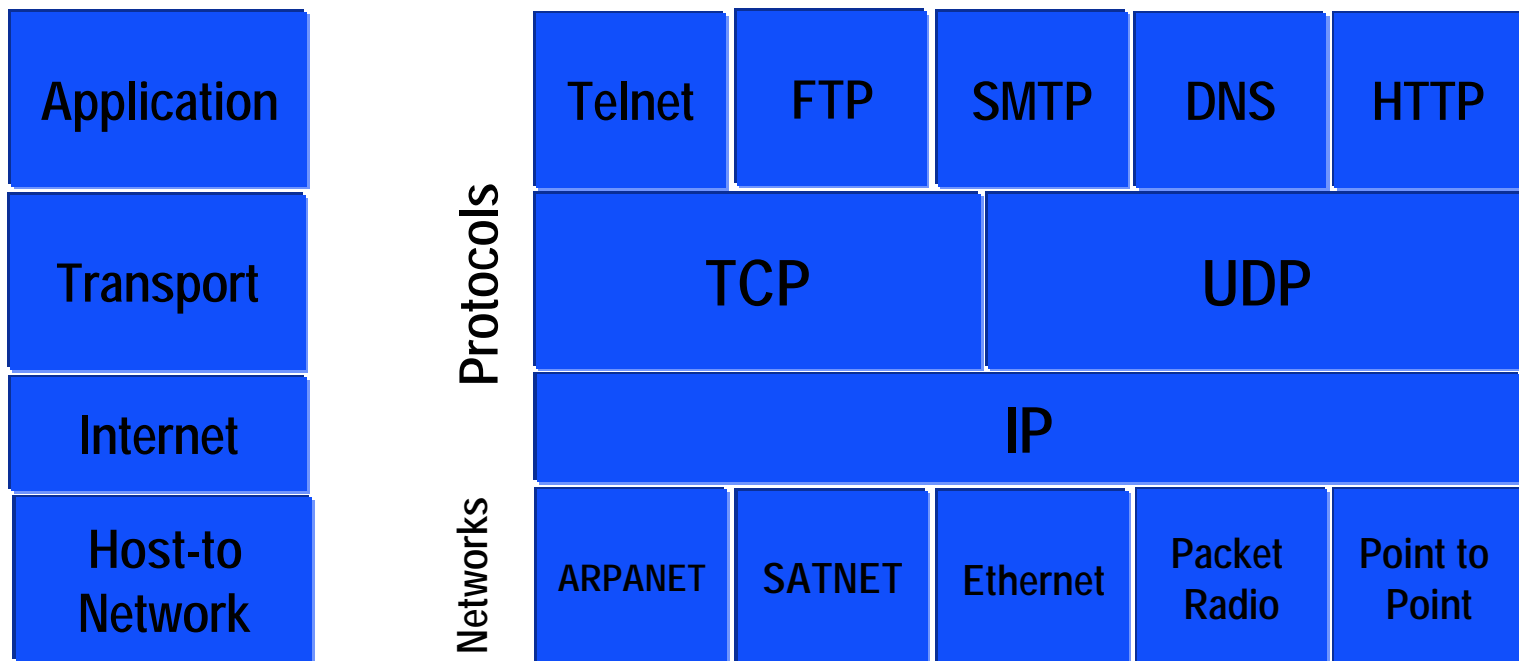 Application
Transport
Internet
Host-to
Network
Protocols
Networks
Telnet
FTP
SMTP
DNS
HTTP
TCP
UDP
IP
ARPANET
SATNET
Ethernet
Packet
Radio
Point to
Point